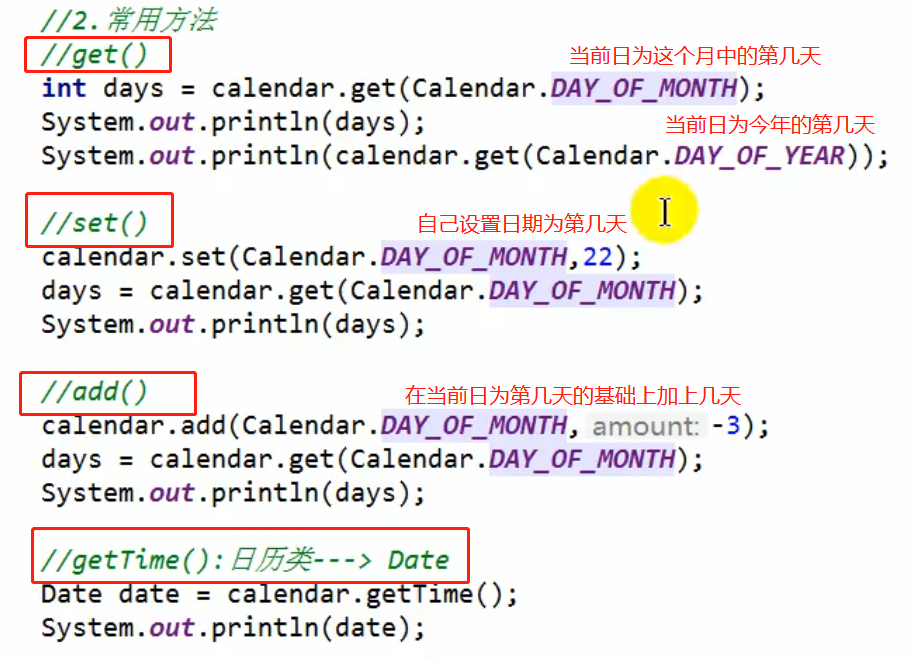 //2.常用方法
//get()
当前日为这个月中的第几天
int days = calendar.get(Calendar.DAY_OF_MONTH);
System.out.println(days);
当前日为今年的第几天
System.out.println(calendar.get(Calendar.DAY_OF_YEAR));
//set()
自己设置日期为第几天
calendar.set(Calendar.DAY_OF_MONTH,22);
days = calendar.get(Calendar.DAY_OF_MONTH);
System.out.println(days);
//add()
在当前日为第几天的基础上加上几天
calendar.add(Calendar.DAY_OF_MONTH, amount: -3);
days = calendar.get(Calendar.DAY_OF_MONTH);
System.out.println(days);
//getTime():日历类---> Date
Date date = calendar.getTime();
System.out.println(date);